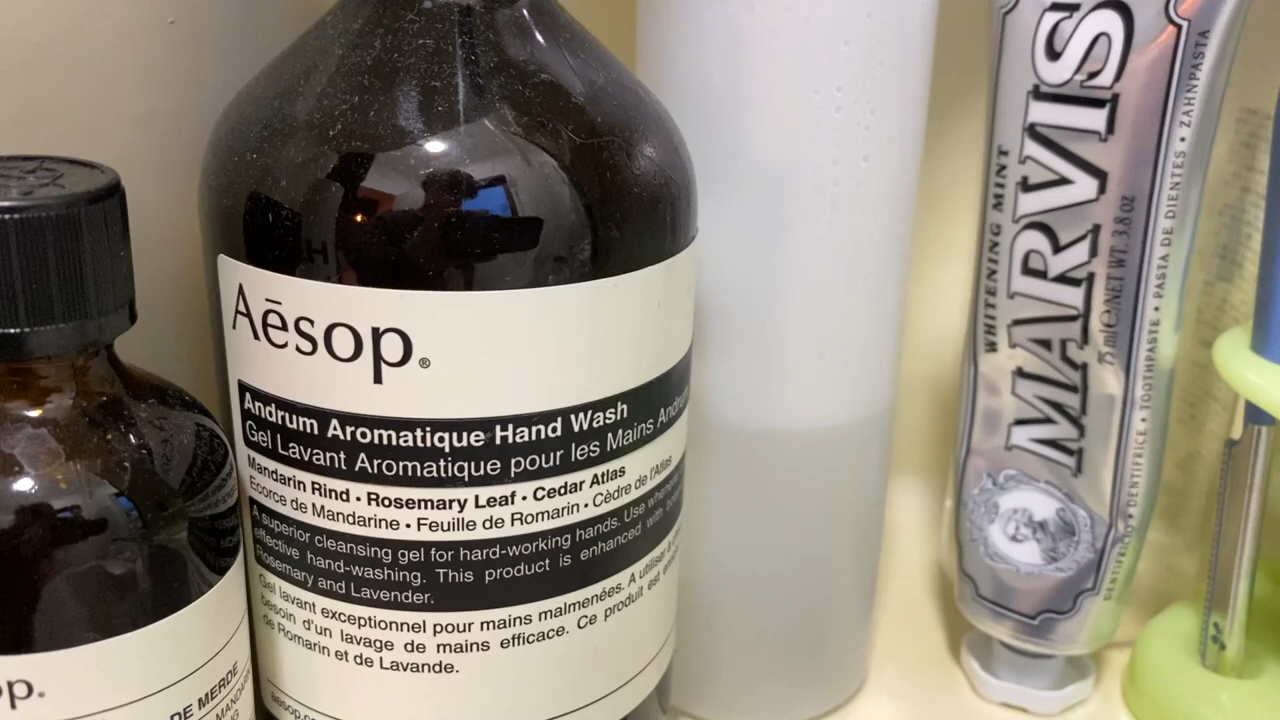 Aēsop®
Andrum Aromatique Hand Wash
Gel Lavant Aromatique pour les Mains
Mandarin Rind • Rosemary Leaf • Cedar Atlas
Ecorce de Mandarine • Feuille de Romarin • Cèdre de l'Atlas
A superior cleansing gel for hard-working hands. Use
effective hand-washing. This product is enhanced with
Rosemary and Lavender.
Gel lavant exceptionnel pour mains malmenées. A utiliser
besoin d'un lavage de mains efficace. Ce produit est
de Romarin et de Lavande.
op.
DE MERDE
WHITENING MINT
MARVIS
75 ml e NET WT. 3.8 oz
DENTIFRICIO • DENTIFRICE • TOOTHPASTE • PASTA DE DIENTES • ZAHNPASTA